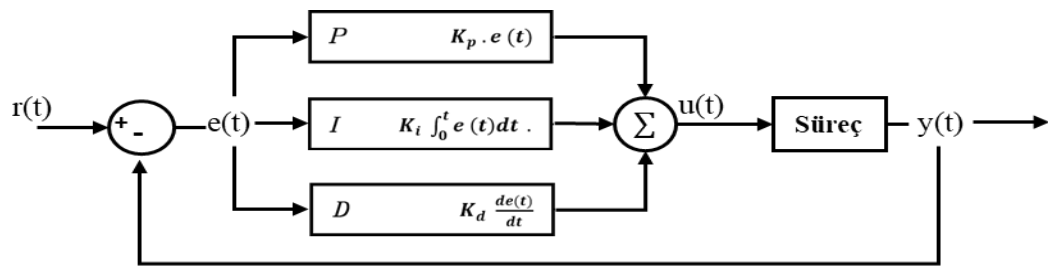 P K_p . e (t)
r(t) + - e(t) I K_i ∫_0^t e (t)dt . Σ u(t) Süreç y(t)
D K_d de(t)/dt